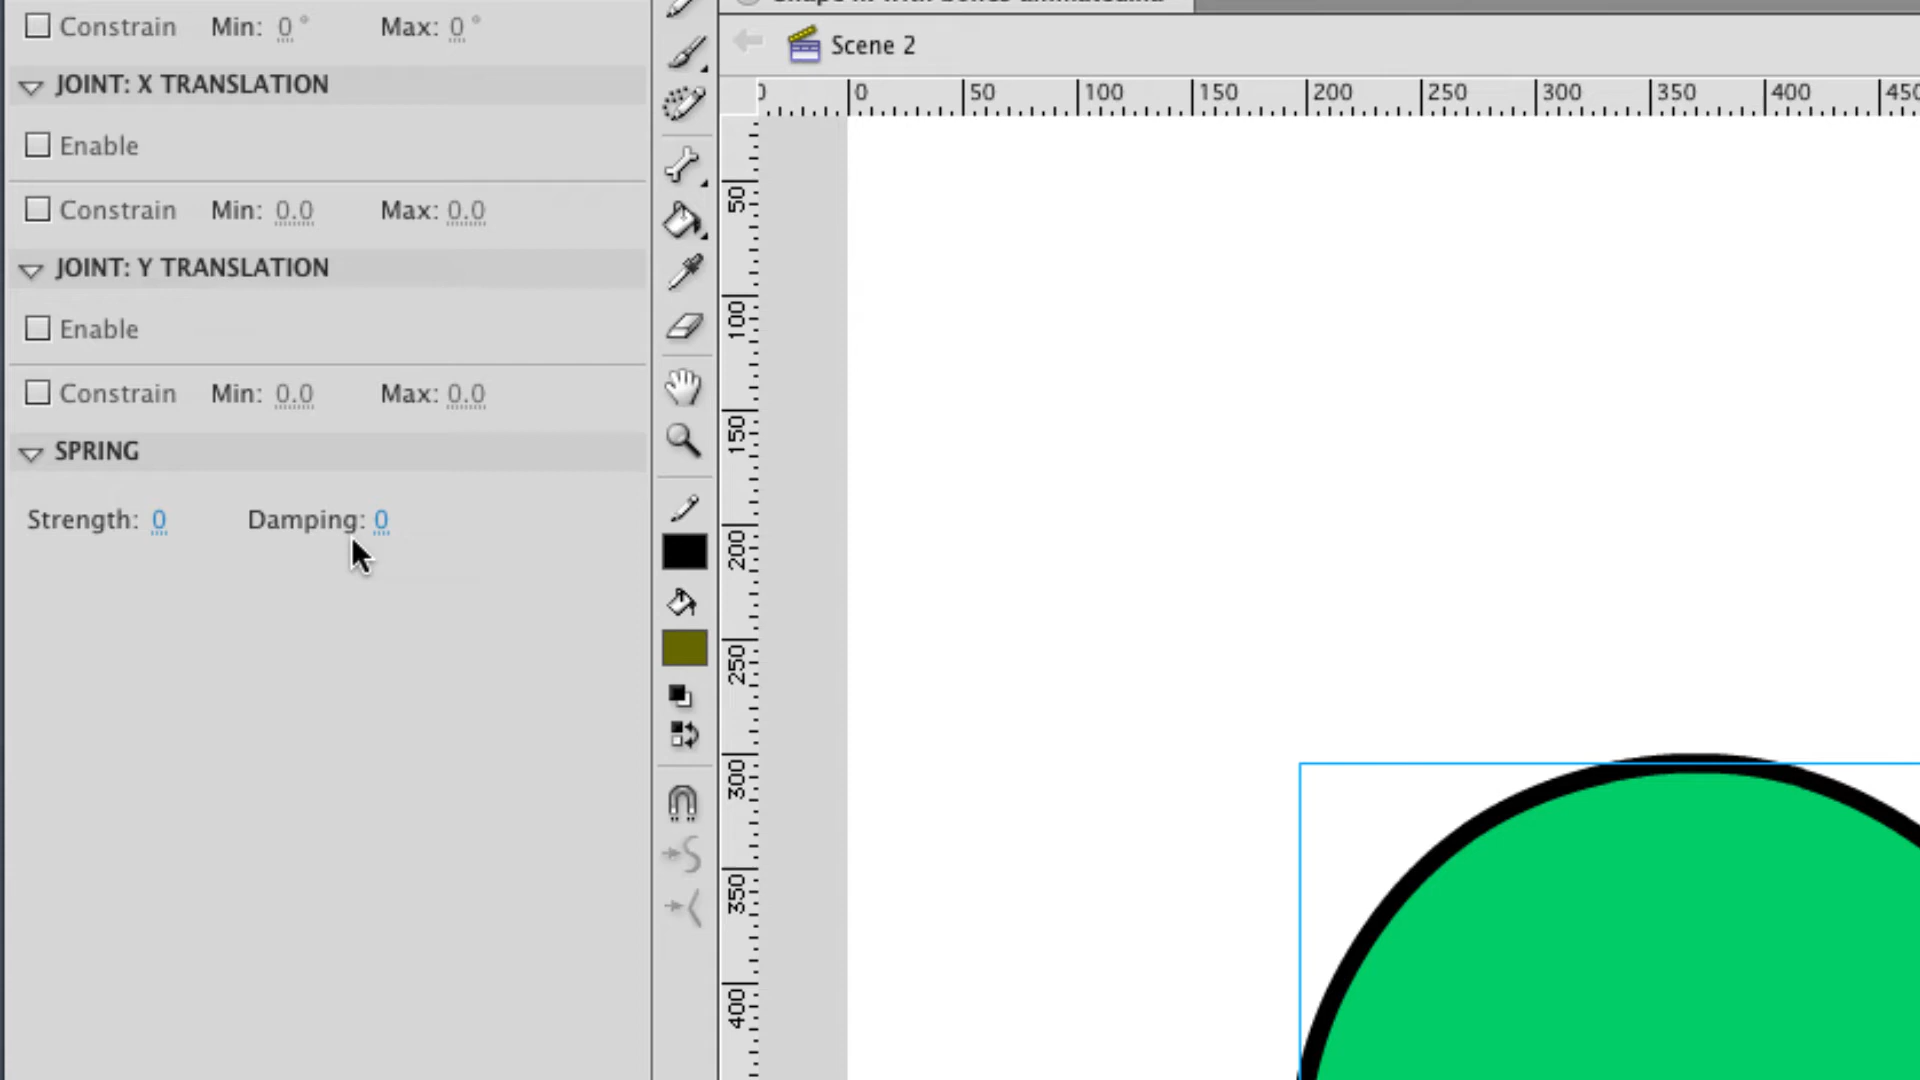 Constrain Min: 0° Max: 0°
JOINT: X TRANSLATION
Enable
Constrain Min: 0.0 Max: 0.0
JOINT: Y TRANSLATION
Enable
Constrain Min: 0.0 Max: 0.0
SPRING
Strength: 0 Damping: 0
Scene 2
0 50 100 150 200 250 300 350 400 450
50
100
150
200
250
300
350
400